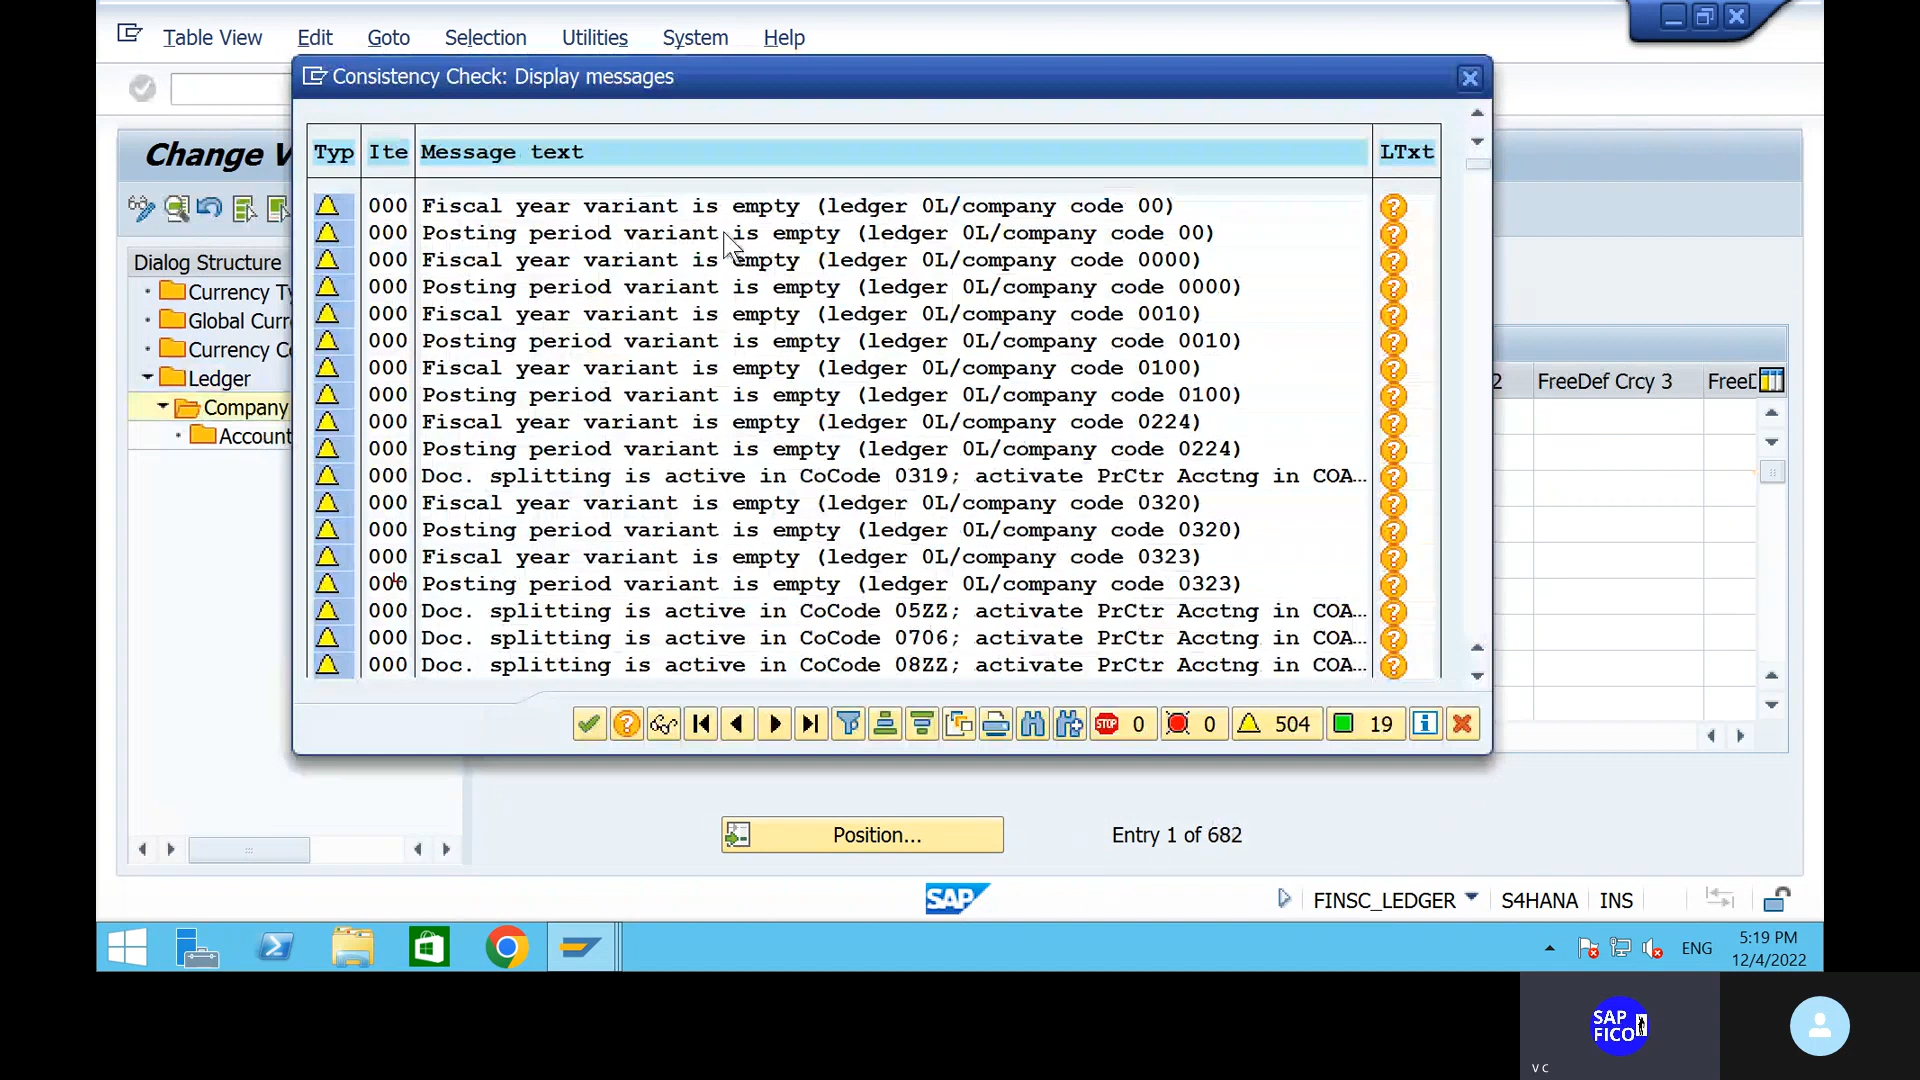 Table View Edit Goto Selection Utilities System Help
Consistency Check: Display messages
Change V
Typ Ite Message text LTxt
000 Fiscal year variant is empty (ledger 0L/company code 00)
000 Posting period variant is empty (ledger 0L/company code 00)
000 Fiscal year variant is empty (ledger 0L/company code 0000)
000 Posting period variant is empty (ledger 0L/company code 0000)
000 Fiscal year variant is empty (ledger 0L/company code 0010)
000 Posting period variant is empty (ledger 0L/company code 0010)
000 Fiscal year variant is empty (ledger 0L/company code 0100)
000 Posting period variant is empty (ledger 0L/company code 0100)
000 Fiscal year variant is empty (ledger 0L/company code 0224)
000 Posting period variant is empty (ledger 0L/company code 0224)
000 Doc. splitting is active in CoCode 0319; activate PrCtr Acctng in COA...
000 Fiscal year variant is empty (ledger 0L/company code 0320)
000 Posting period variant is empty (ledger 0L/company code 0320)
000 Fiscal year variant is empty (ledger 0L/company code 0323)
000 Posting period variant is empty (ledger 0L/company code 0323)
000 Doc. splitting is active in CoCode 05ZZ; activate PrCtr Acctng in COA...
000 Doc. splitting is active in CoCode 0706; activate PrCtr Acctng in COA...
000 Doc. splitting is active in CoCode 08ZZ; activate PrCtr Acctng in COA...
STOP 0 0 504 19
Dialog Structure
Currency Ty
Global Curr
Currency Co
Ledger
Company
Account
2 FreeDef Crcy 3 FreeD
Position... Entry 1 of 682
SAP FINSC_LEDGER S4HANA INS
ENG 5:19 PM
12/4/2022
SAP
FICO
v c